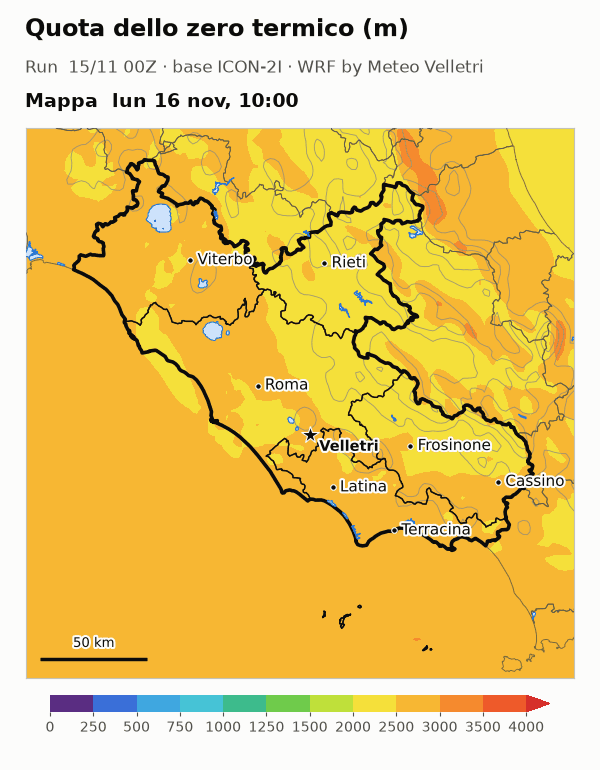 Quota dello zero termico (m)
Run  15/11 00Z · base ICON-2I · WRF by Meteo Velletri
Mappa  lun 16 nov, 10:00
Viterbo
Rieti
Roma
Velletri
Frosinone
Cassino
Latina
Terracina
50 km
0 250 500 750 1000 1250 1500 2000 2500 3000 3500 4000